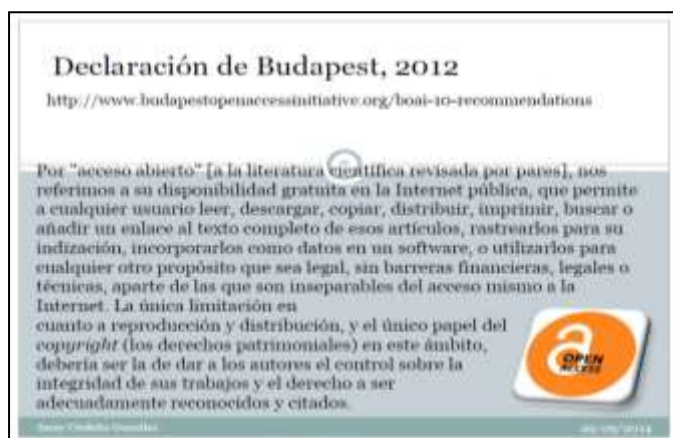 Declaración de Budapest, 2012
http://www.budapestopenaccessinitiative.org/boai-10-recommendations
Por "acceso abierto" [a la literatura científica revisada por pares], nos
referimos a su disponibilidad gratuita en la Internet pública, que permite
a cualquier usuario leer, descargar, copiar, distribuir, imprimir, buscar o
añadir un enlace al texto completo de esos artículos, rastrearlos para su
indización, incorporarlos como datos en un software, o utilizarlos para
cualquier otro propósito que sea legal, sin barreras financieras, legales o
técnicas, aparte de las que son inseparables del acceso mismo a la
Internet. La única limitación en
cuanto a reproducción y distribución, y el único papel del
copyright (los derechos patrimoniales) en este ámbito,
debería ser la de dar a los autores el control sobre la
integridad de sus trabajos y el derecho a ser
adecuadamente reconocidos y citados.
OPEN
ACCESS
Córdoba González